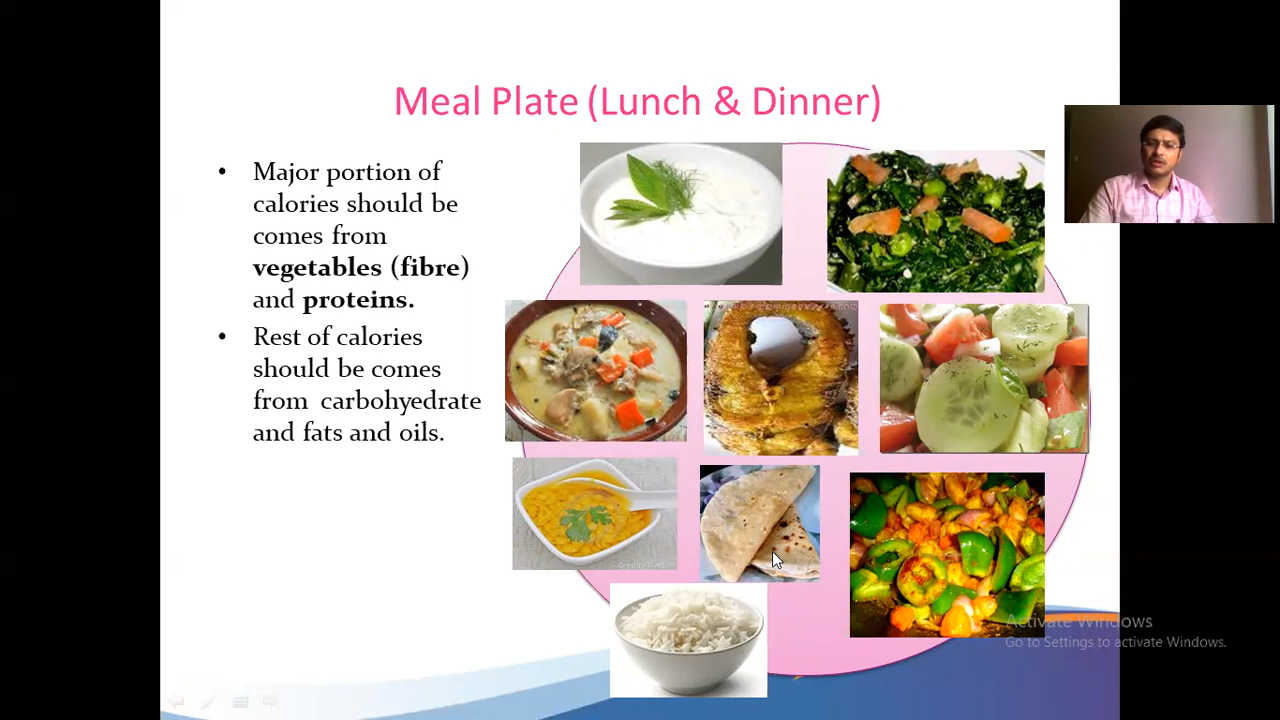 Meal Plate (Lunch & Dinner)
• Major portion of
calories should be
comes from
vegetables (fibre)
and proteins.
• Rest of calories
should be comes
from carbohyedrate
and fats and oils.
Activate Windows
Go to Settings to activate Windows.